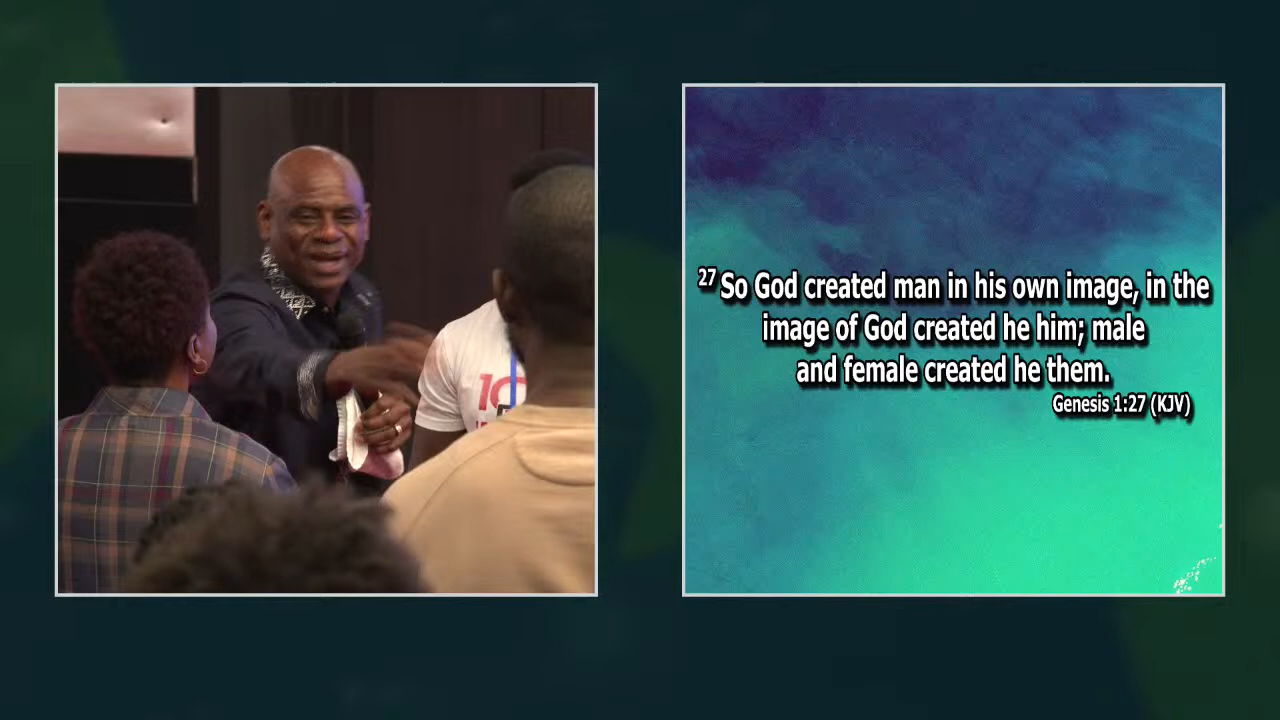 27 So God created man in his own image, in the
image of God created he him; male
and female created he them.
Genesis 1:27 (KJV)